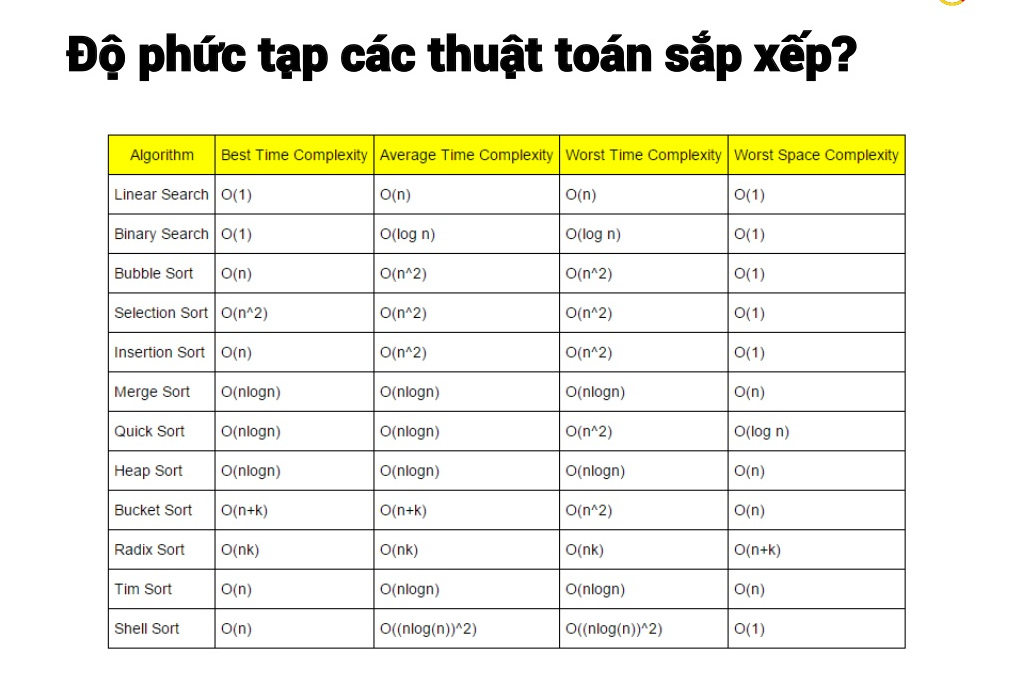 Độ phức tạp các thuật toán sắp xếp?
Algorithm Best Time Complexity Average Time Complexity Worst Time Complexity Worst Space Complexity
Linear Search O(1) O(n) O(n) O(1)
Binary Search O(1) O(log n) O(log n) O(1)
Bubble Sort O(n) O(n^2) O(n^2) O(1)
Selection Sort O(n^2) O(n^2) O(n^2) O(1)
Insertion Sort O(n) O(n^2) O(n^2) O(1)
Merge Sort O(nlogn) O(nlogn) O(nlogn) O(n)
Quick Sort O(nlogn) O(nlogn) O(n^2) O(log n)
Heap Sort O(nlogn) O(nlogn) O(nlogn) O(n)
Bucket Sort O(n+k) O(n+k) O(n^2) O(n)
Radix Sort O(nk) O(nk) O(nk) O(n+k)
Tim Sort O(n) O(nlogn) O(nlogn) O(n)
Shell Sort O(n) O((nlog(n))^2) O((nlog(n))^2) O(1)